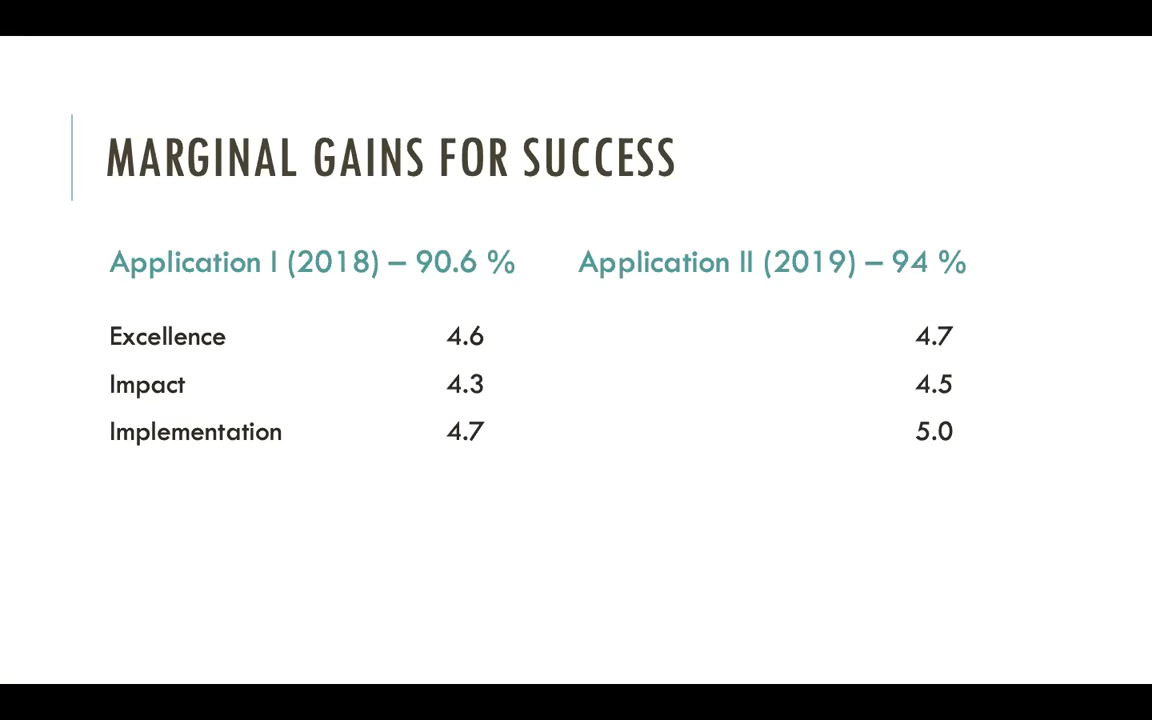 MARGINAL GAINS FOR SUCCESS
Application I (2018) – 90.6 % Application II (2019) – 94 %
Excellence 4.6 4.7
Impact 4.3 4.5
Implementation 4.7 5.0